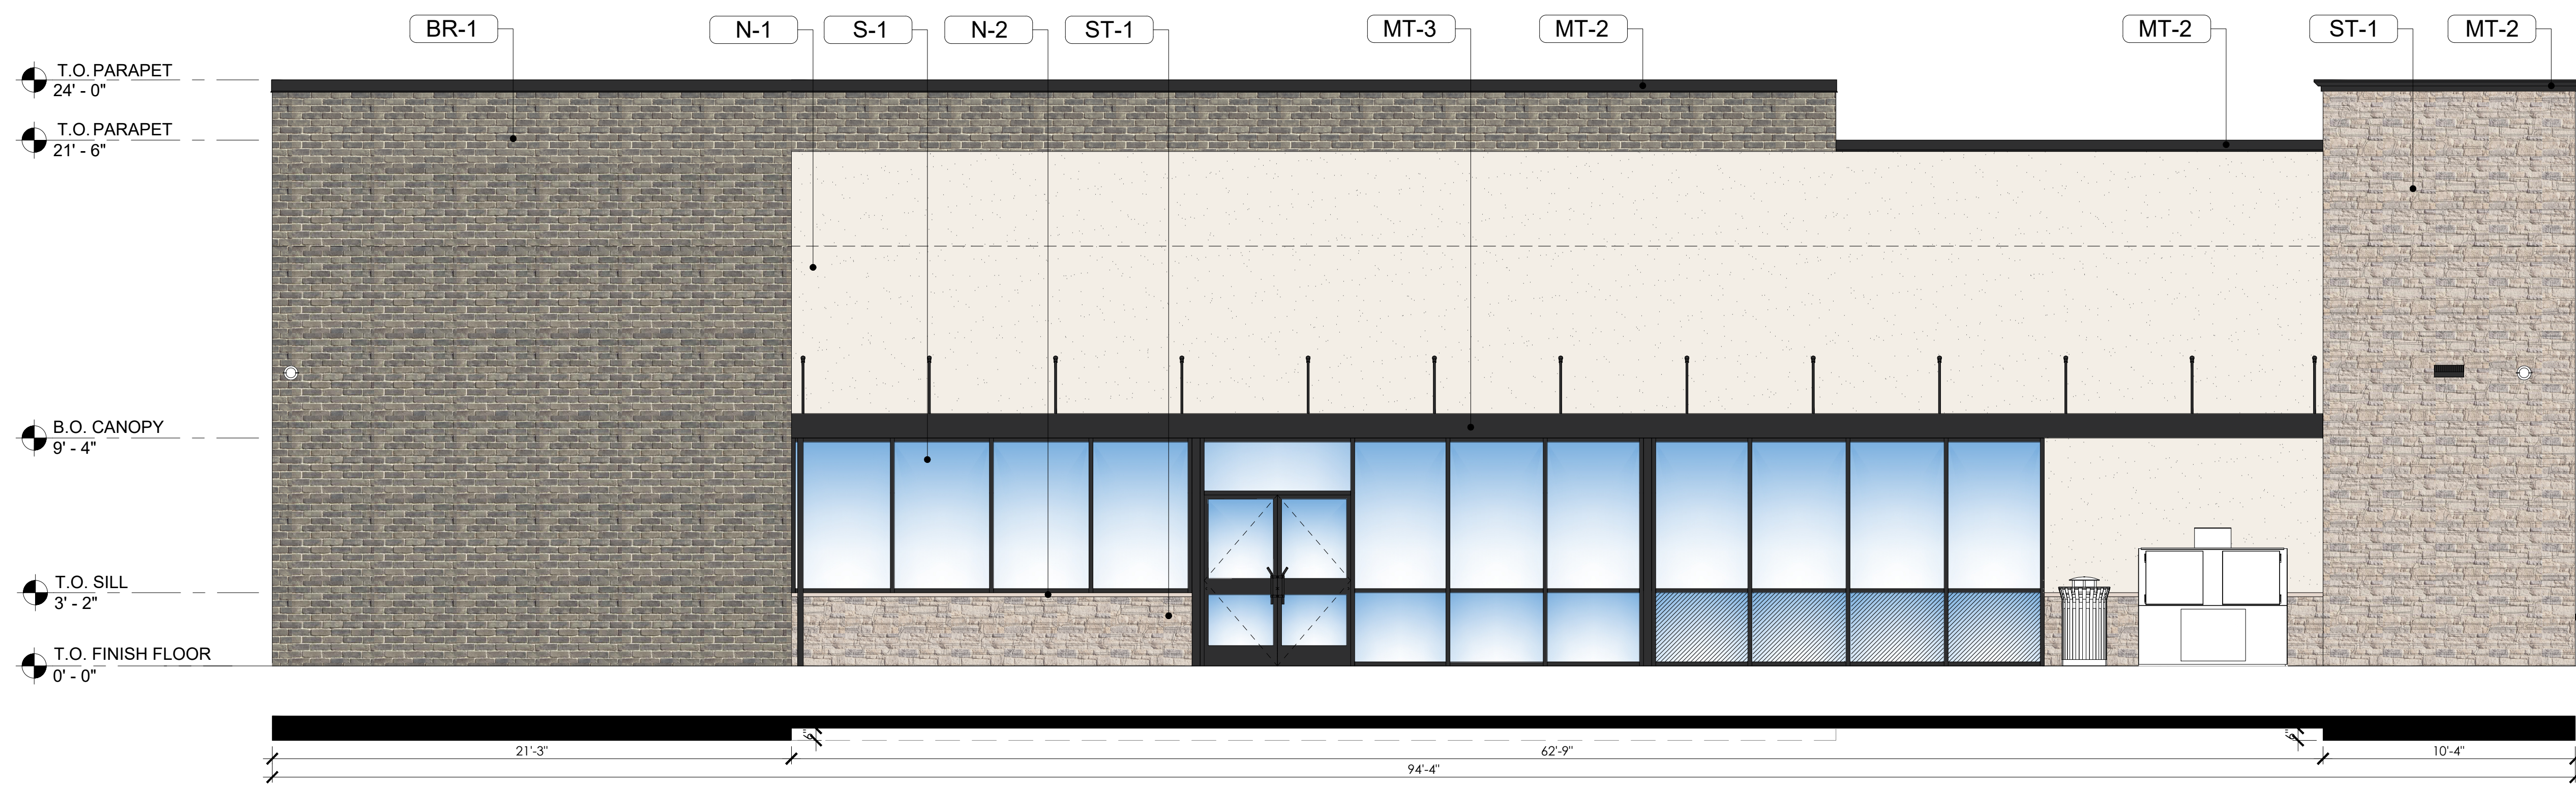 BR-1
N-1
S-1
N-2
ST-1
MT-3
MT-2
MT-2
ST-1
MT-2
T.O. PARAPET
24' - 0"
T.O. PARAPET
21' - 6"
B.O. CANOPY
9' - 4"
T.O. SILL
3' - 2"
T.O. FINISH FLOOR
0' - 0"
21'-3"
62'-9"
10'-4"
94'-4"